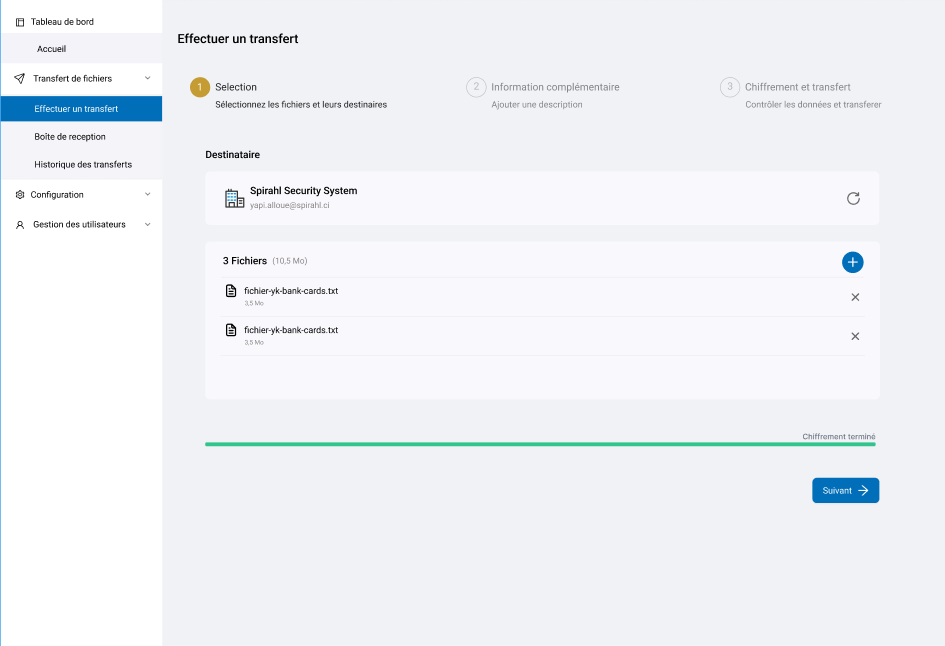 Tableau de bord
Accueil
Transfert de fichiers
Effectuer un transfert
Boîte de reception
Historique des transferts
Configuration
Gestion des utilisateurs
Effectuer un transfert
1 Selection
Sélectionnez les fichiers et leurs destinaires
2 Information complémentaire
Ajouter une description
3 Chiffrement et transfert
Contrôler les données et transferer
Destinataire
Spirahl Security System
yapi.alloue@spirahl.ci
3 Fichiers (10,5 Mo)
fichier-yk-bank-cards.txt
3,5 Mo
fichier-yk-bank-cards.txt
3,5 Mo
Chiffrement terminé
Suivant